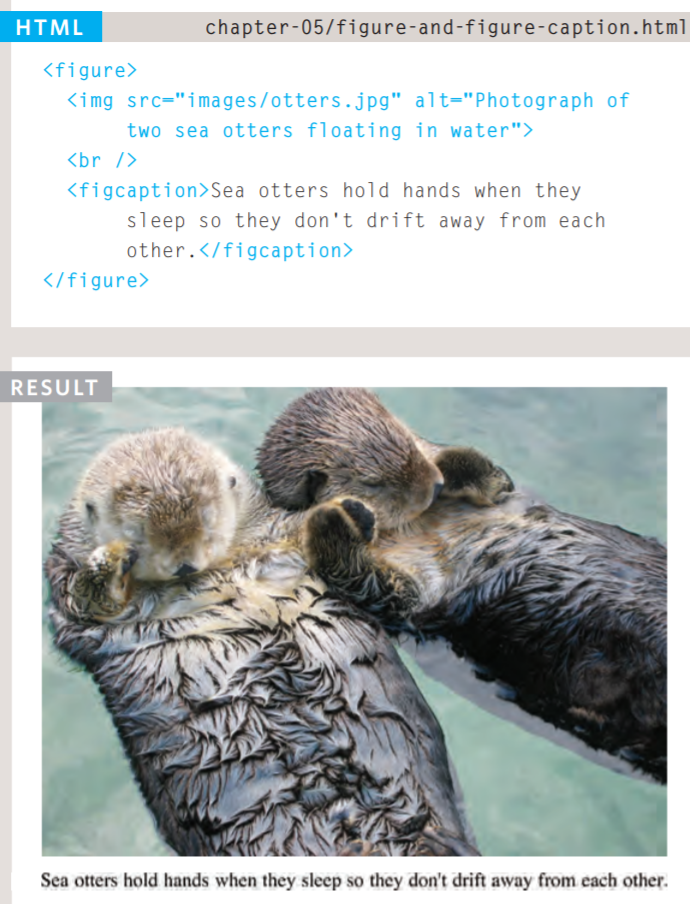 HTML
chapter-05/figure-and-figure-caption.html
<figure>
<img src="images/otters.jpg" alt="Photograph of
two sea otters floating in water">
<br />
<figcaption>Sea otters hold hands when they
sleep so they don't drift away from each
other.</figcaption>
</figure>
RESULT
Sea otters hold hands when they sleep so they don't drift away from each other.